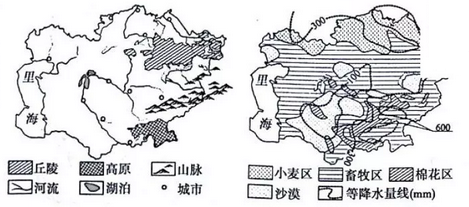 里
海
丘陵 高原 山脉
河流 湖泊 城市
300
里
海
300
600
小麦区 畜牧区 棉花区
沙漠 等降水量线(mm)